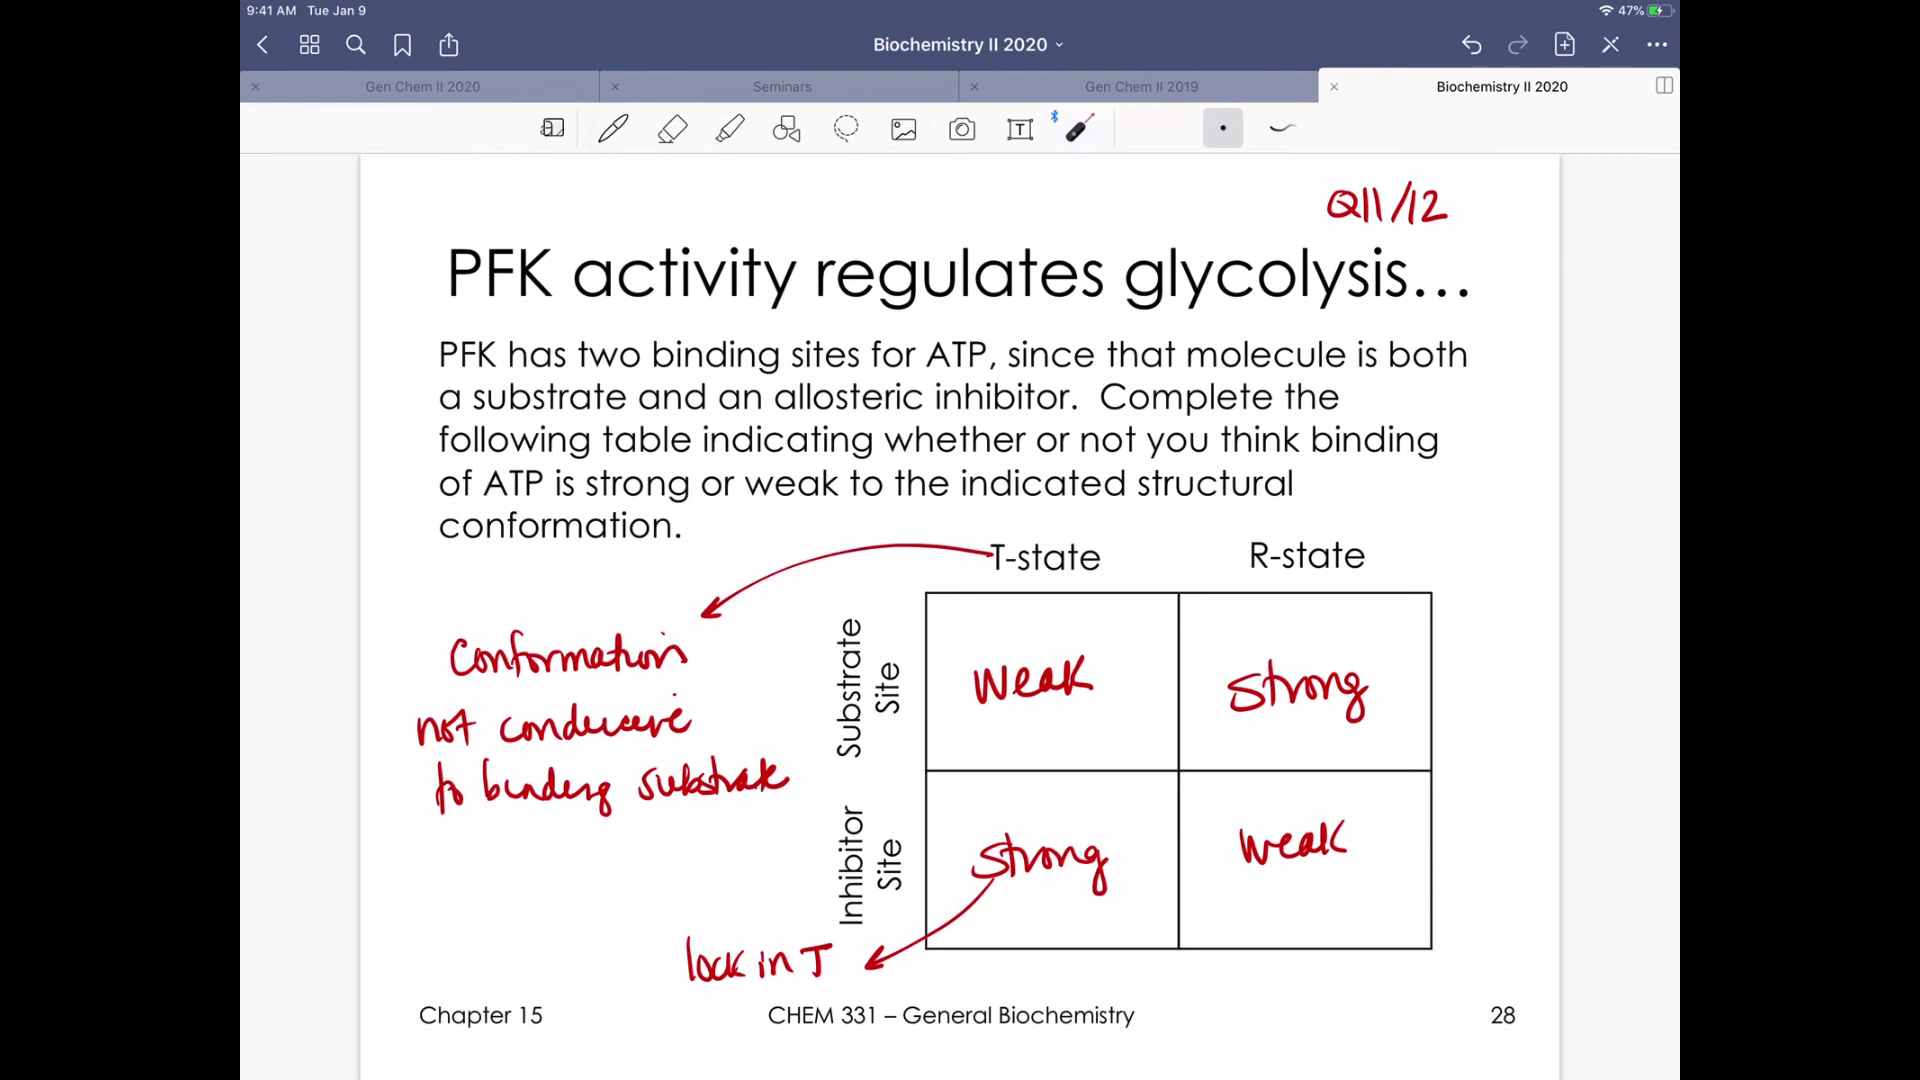 9:41 AM Tue Jan 9
47%
Biochemistry II 2020
Gen Chem II 2020
Seminars
Gen Chem II 2019
Biochemistry II 2020
Q11/12
PFK activity regulates glycolysis...
PFK has two binding sites for ATP, since that molecule is both
a substrate and an allosteric inhibitor. Complete the
following table indicating whether or not you think binding
of ATP is strong or weak to the indicated structural
conformation.
T-state R-state
Substrate
Site
weak strong
Conformation
not conducive
to binding substrate
Inhibitor
Site
strong weak
lock in T
Chapter 15
CHEM 331 – General Biochemistry
28